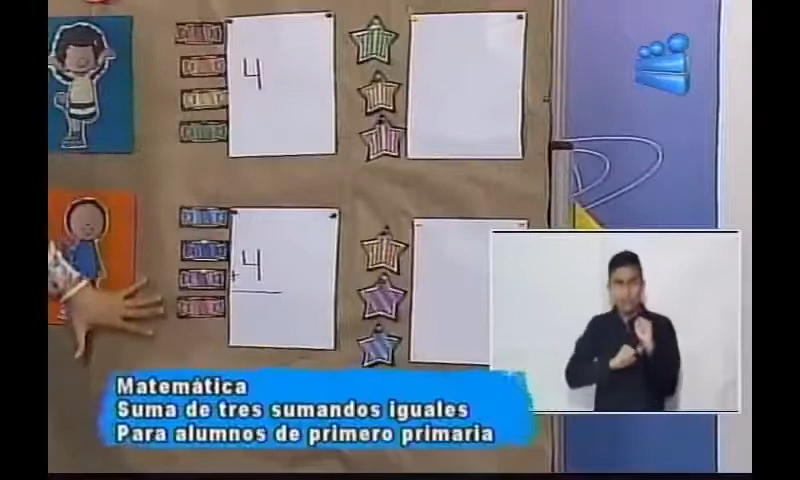 4
+4
Matemática
Suma de tres sumandos iguales
Para alumnos de primero primaria